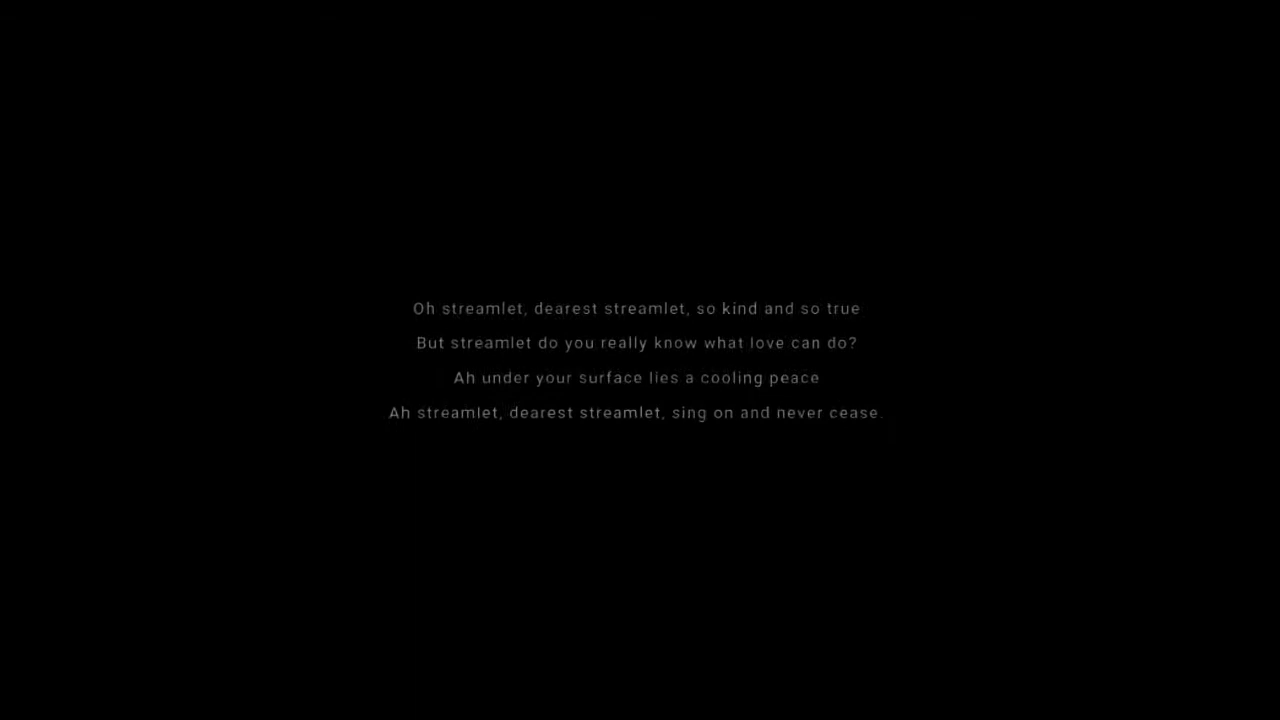 Oh streamlet, dearest streamlet, so kind and so true
But streamlet do you really know what love can do?
Ah under your surface lies a cooling peace
Ah streamlet, dearest streamlet, sing on and never cease.